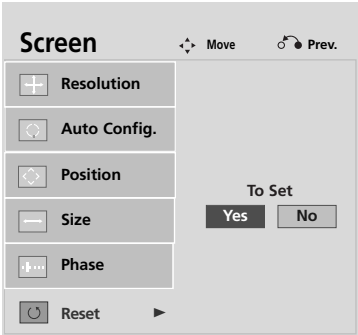 Screen
Move
Prev.
Resolution
Auto Config.
Position
Size
Phase
Reset
To Set
Yes
No